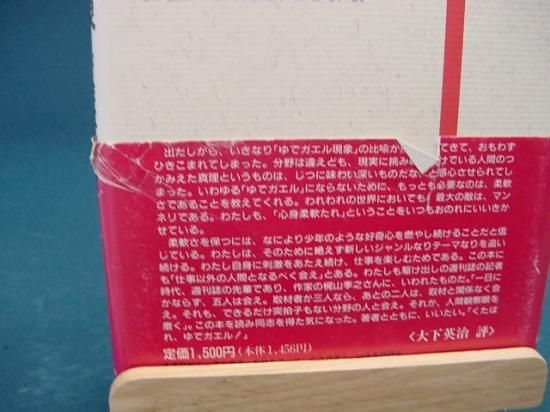 出だしから、いきなり「ゆでガエル現象」の比喩が てきて、おもわず
ひきこまれてしまった。分野は違えども、現実に挑み けている人間のつ
かみえた真理というものは、じつに味わい深いものだな と感心させられてし
まった。いわゆる「ゆでガエル」にならないために、もっとも必要なのは、柔軟
さであることを教えてくれる。われわれの世界においても、最大の敵は、マン
ネリである。わたしも、「心身柔軟たれ」ということをいつもおのれにいいきか
せている。
柔軟さを保つには、なにより少年のような好奇心を燃やし続けることだと信
じている。わたしは、そのために絶えず新しいジャンルなりテーマなりを追い
続ける。わたし自身に刺激をあたえ続け、仕事を楽しむためである。この本に
も「仕事以外の人間となるべく会え」とある。わたしも駆け出しの週刊誌の記者
時代、週刊誌の先輩であり、作家の梶山季之さんに、いわれたものだ。「一日に
かならず、五人は会え。取材者が三人なら、あとの二人は、取材と関係なく会
え。それも、できるだけ突拍子もない分野の人と会え。それが、人間観察眼を
磨く」。この本を読み同志を得た気になった。著者とともに、いいたい。「くたば
れ、ゆでガエル！」
〈大下英治 評〉
定価1,500円(本体1,456円)